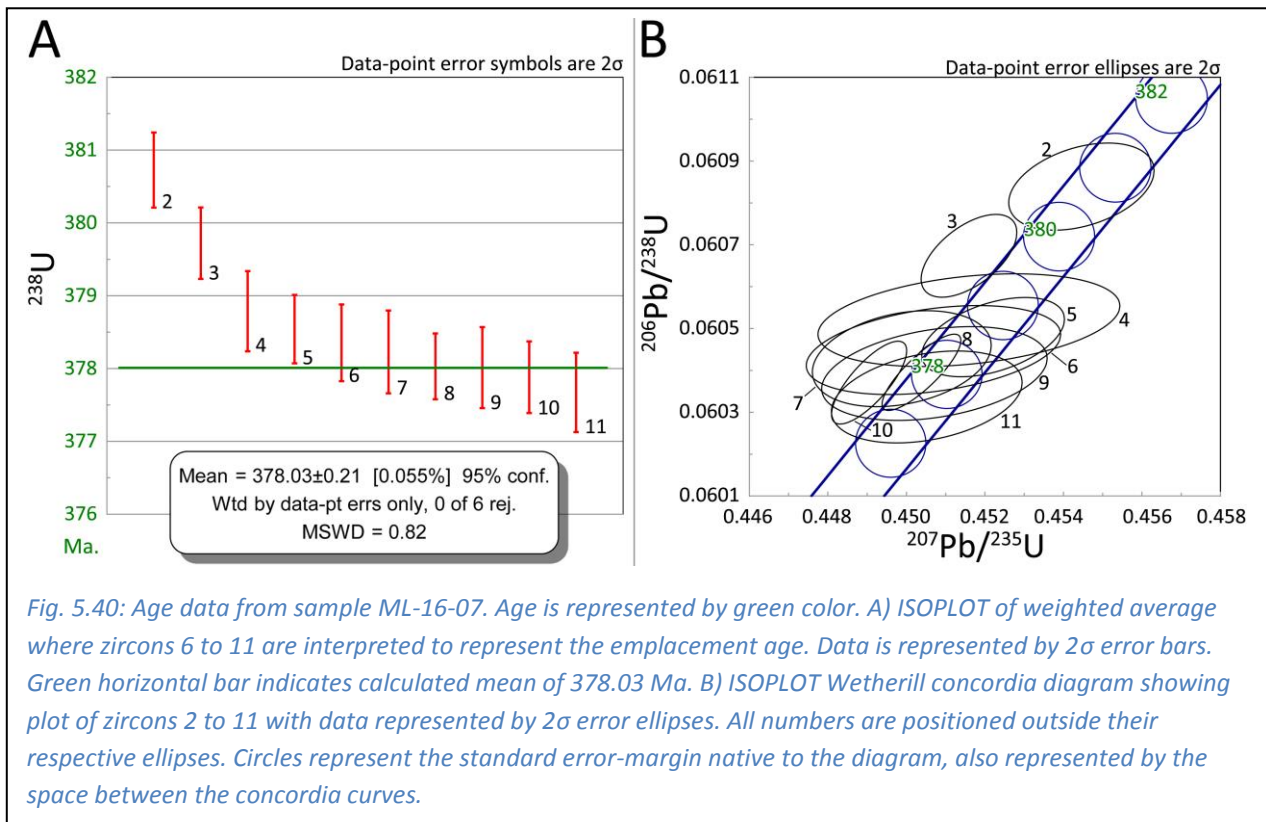 A
Data-point error symbols are 2σ
382
381
380
379
378
377
376
Ma.
238U
2
3
4
5
6
7
8
9
10
11
Mean = 378.03±0.21 [0.055%] 95% conf.
Wtd by data-pt errs only, 0 of 6 rej.
MSWD = 0.82
B
Data-point error ellipses are 2σ
0.0611
0.0609
0.0607
0.0605
0.0603
0.0601
206Pb/238U
382
2
3
380
5
4
8
378
6
7
9
10
11
0.446
0.448
0.450
0.452
0.454
0.456
0.458
207Pb/235U
Fig. 5.40: Age data from sample ML-16-07. Age is represented by green color. A) ISOPLOT of weighted average
where zircons 6 to 11 are interpreted to represent the emplacement age. Data is represented by 2σ error bars.
Green horizontal bar indicates calculated mean of 378.03 Ma. B) ISOPLOT Wetherill concordia diagram showing
plot of zircons 2 to 11 with data represented by 2σ error ellipses. All numbers are positioned outside their
respective ellipses. Circles represent the standard error-margin native to the diagram, also represented by the
space between the concordia curves.